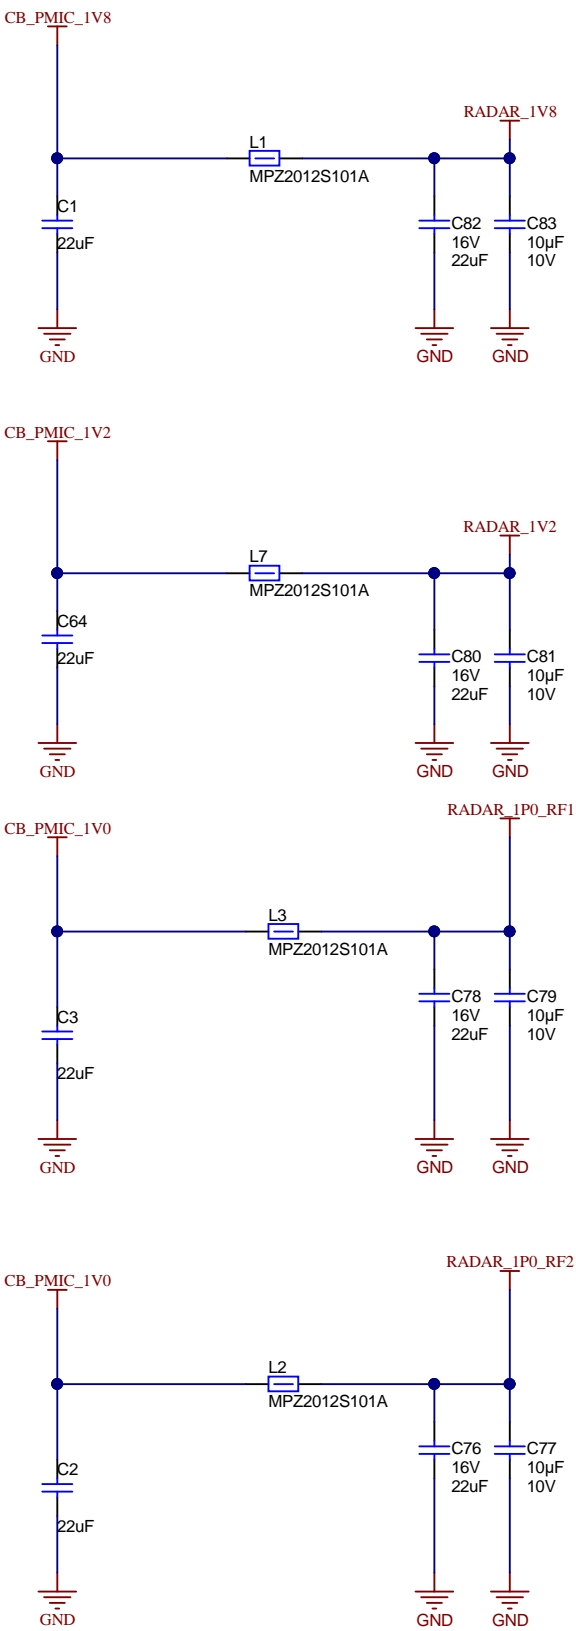 CB_PMIC_1V8
RADAR_1V8
L1
MPZ2012S101A
C1
22uF
C82
16V
22uF
C83
10µF
10V
GND
GND
GND
CB_PMIC_1V2
RADAR_1V2
L7
MPZ2012S101A
C64
22uF
C80
16V
22uF
C81
10µF
10V
GND
GND
GND
RADAR_1P0_RF1
CB_PMIC_1V0
L3
MPZ2012S101A
C3
22uF
C78
16V
22uF
C79
10µF
10V
GND
GND
GND
RADAR_1P0_RF2
CB_PMIC_1V0
L2
MPZ2012S101A
C2
22uF
C76
16V
22uF
C77
10µF
10V
GND
GND
GND